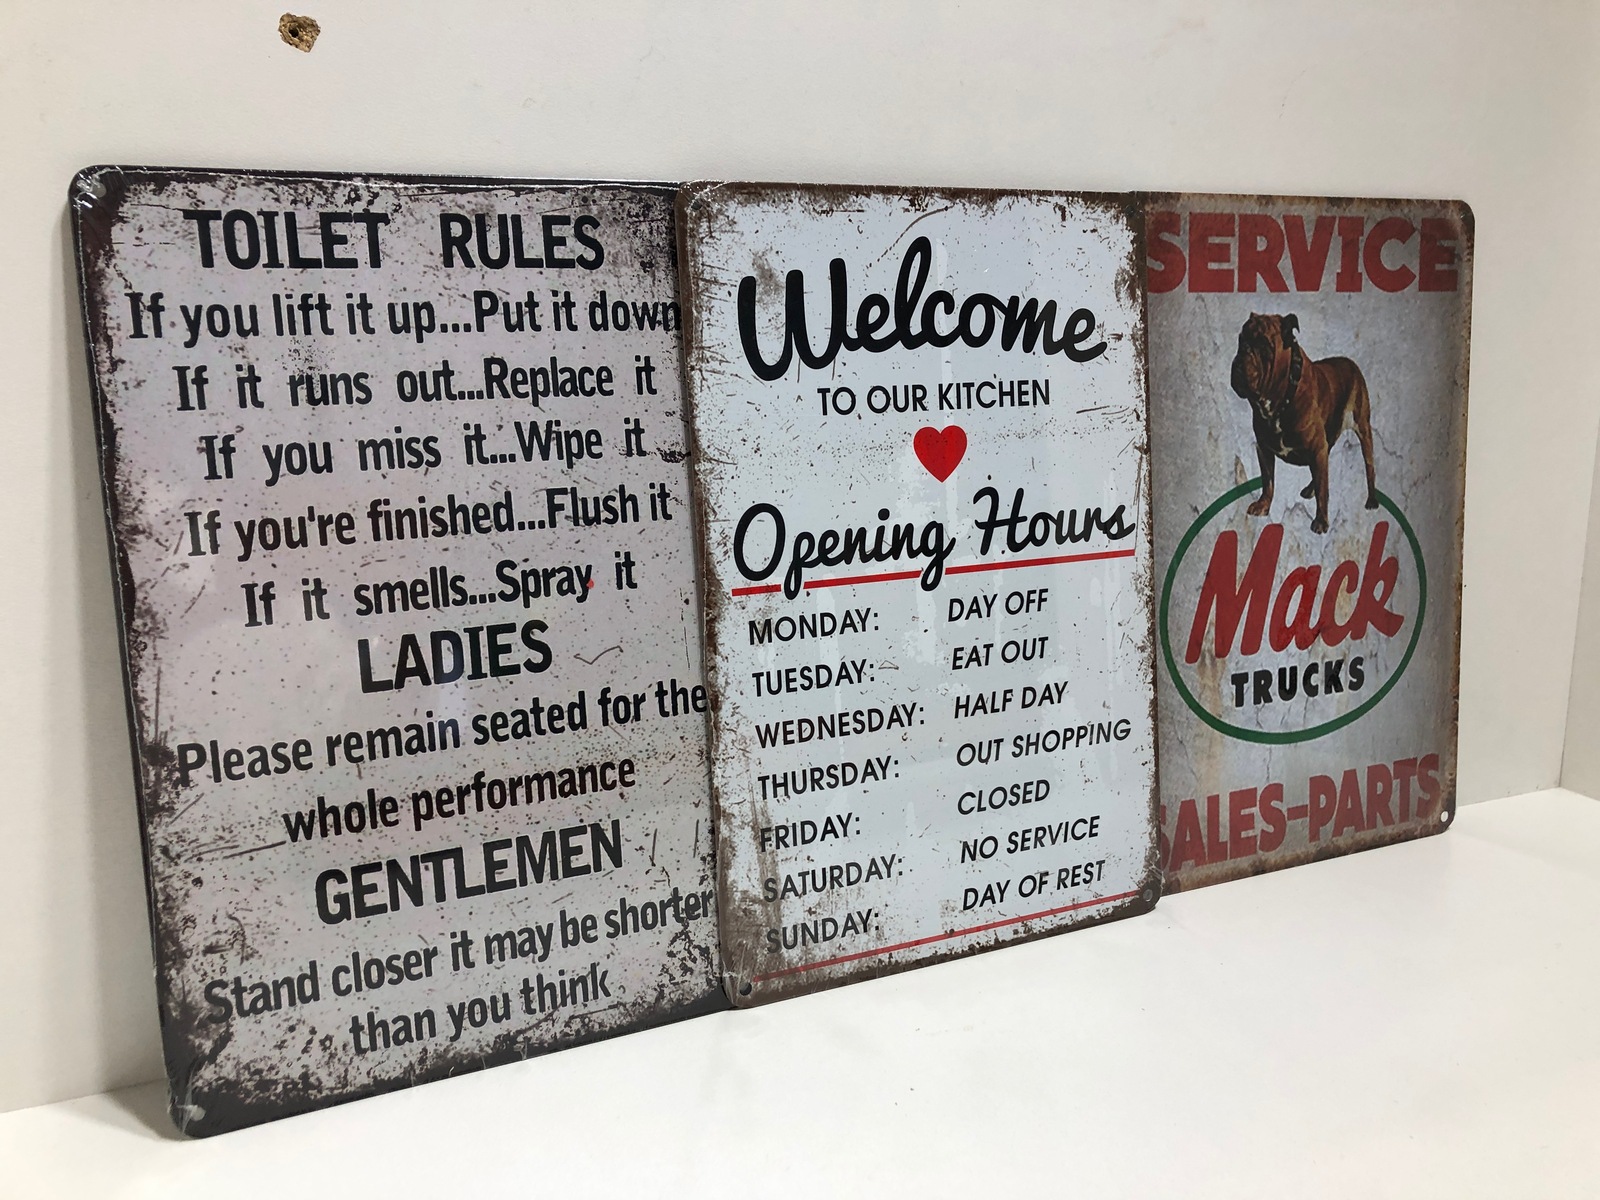 TOILET RULES
If you lift it up...Put it down
If it runs out...Replace it
If you miss it...Wipe it
If you're finished...Flush it
If it smells...Spray it
LADIES
Please remain seated for the
whole performance
GENTLEMEN
Stand closer it may be shorter
than you think
Welcome
TO OUR KITCHEN
Opening Hours
MONDAY: DAY OFF
TUESDAY: EAT OUT
WEDNESDAY: HALF DAY
THURSDAY: OUT SHOPPING
FRIDAY: CLOSED
SATURDAY: NO SERVICE
SUNDAY: DAY OF REST
SERVICE
Mack
TRUCKS
SALES-PARTS